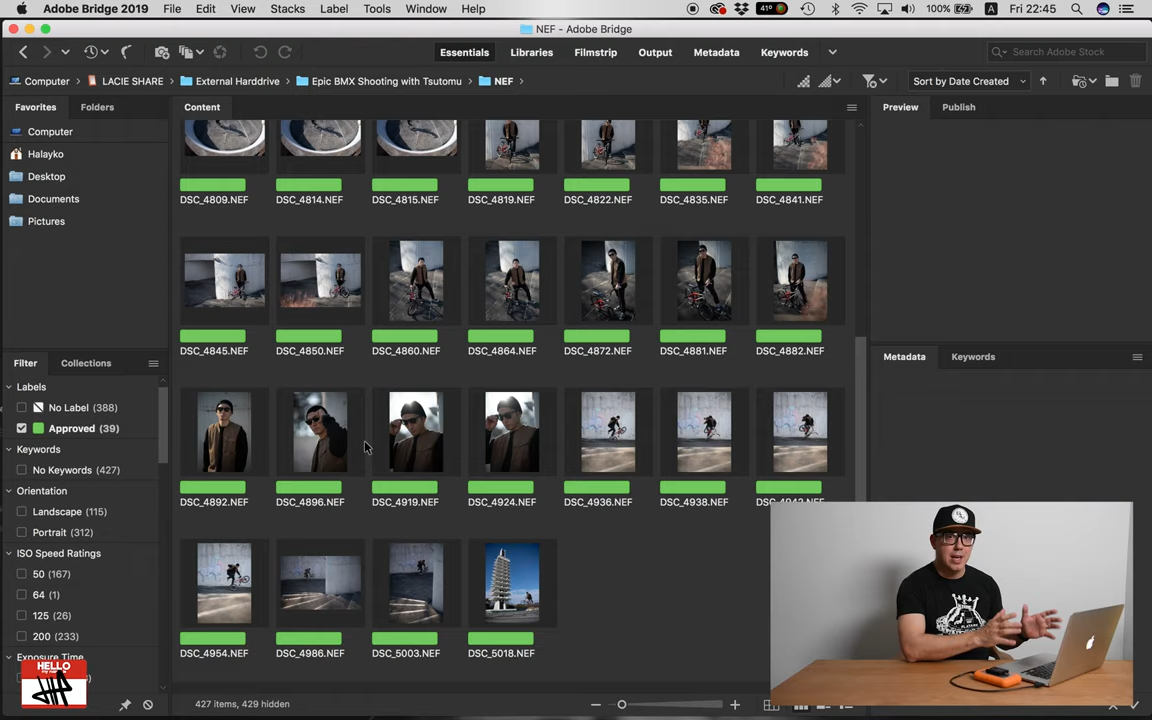 Adobe Bridge 2019 File Edit View Stacks Label Tools Window Help
41° 100% A Fri 22:45
NEF - Adobe Bridge
Essentials Libraries Filmstrip Output Metadata Keywords
Search Adobe Stock
Computer LACIE SHARE External Harddrive Epic BMX Shooting with Tsutomu NEF
Sort by Date Created
Favorites Folders
Computer
Halayko
Desktop
Documents
Pictures
Content
DSC_4809.NEF DSC_4814.NEF DSC_4815.NEF DSC_4819.NEF DSC_4822.NEF DSC_4835.NEF DSC_4841.NEF
DSC_4845.NEF DSC_4850.NEF DSC_4860.NEF DSC_4864.NEF DSC_4872.NEF DSC_4881.NEF DSC_4882.NEF
DSC_4892.NEF DSC_4896.NEF DSC_4919.NEF DSC_4924.NEF DSC_4936.NEF DSC_4938.NEF
DSC_4954.NEF DSC_4986.NEF DSC_5003.NEF DSC_5018.NEF
Preview Publish
Metadata Keywords
Filter Collections
Labels
No Label (388)
Approved (39)
Keywords
No Keywords (427)
Orientation
Landscape (115)
Portrait (312)
ISO Speed Ratings
50 (167)
64 (1)
125 (26)
200 (233)
Exposure Time
HELLO
427 items, 429 hidden